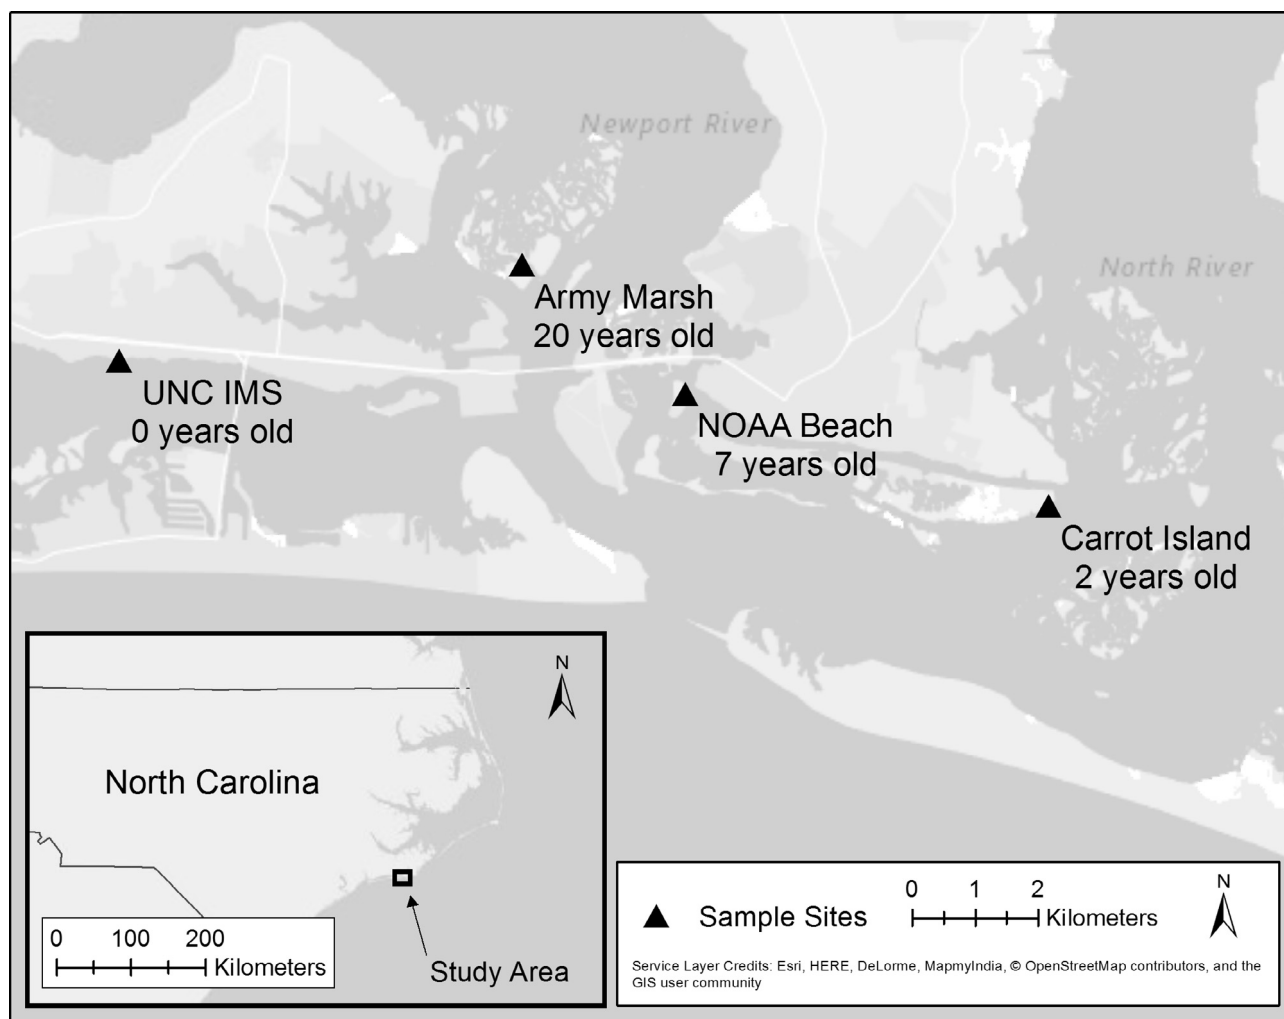 Newport River
North River
Army Marsh
20 years old
UNC IMS
0 years old
NOAA Beach
7 years old
Carrot Island
2 years old
N
North Carolina
0 100 200
Kilometers
Study Area
Sample Sites
0 1 2
Kilometers
N
Service Layer Credits: Esri, HERE, DeLorme, MapmyIndia, © OpenStreetMap contributors, and the
GIS user community